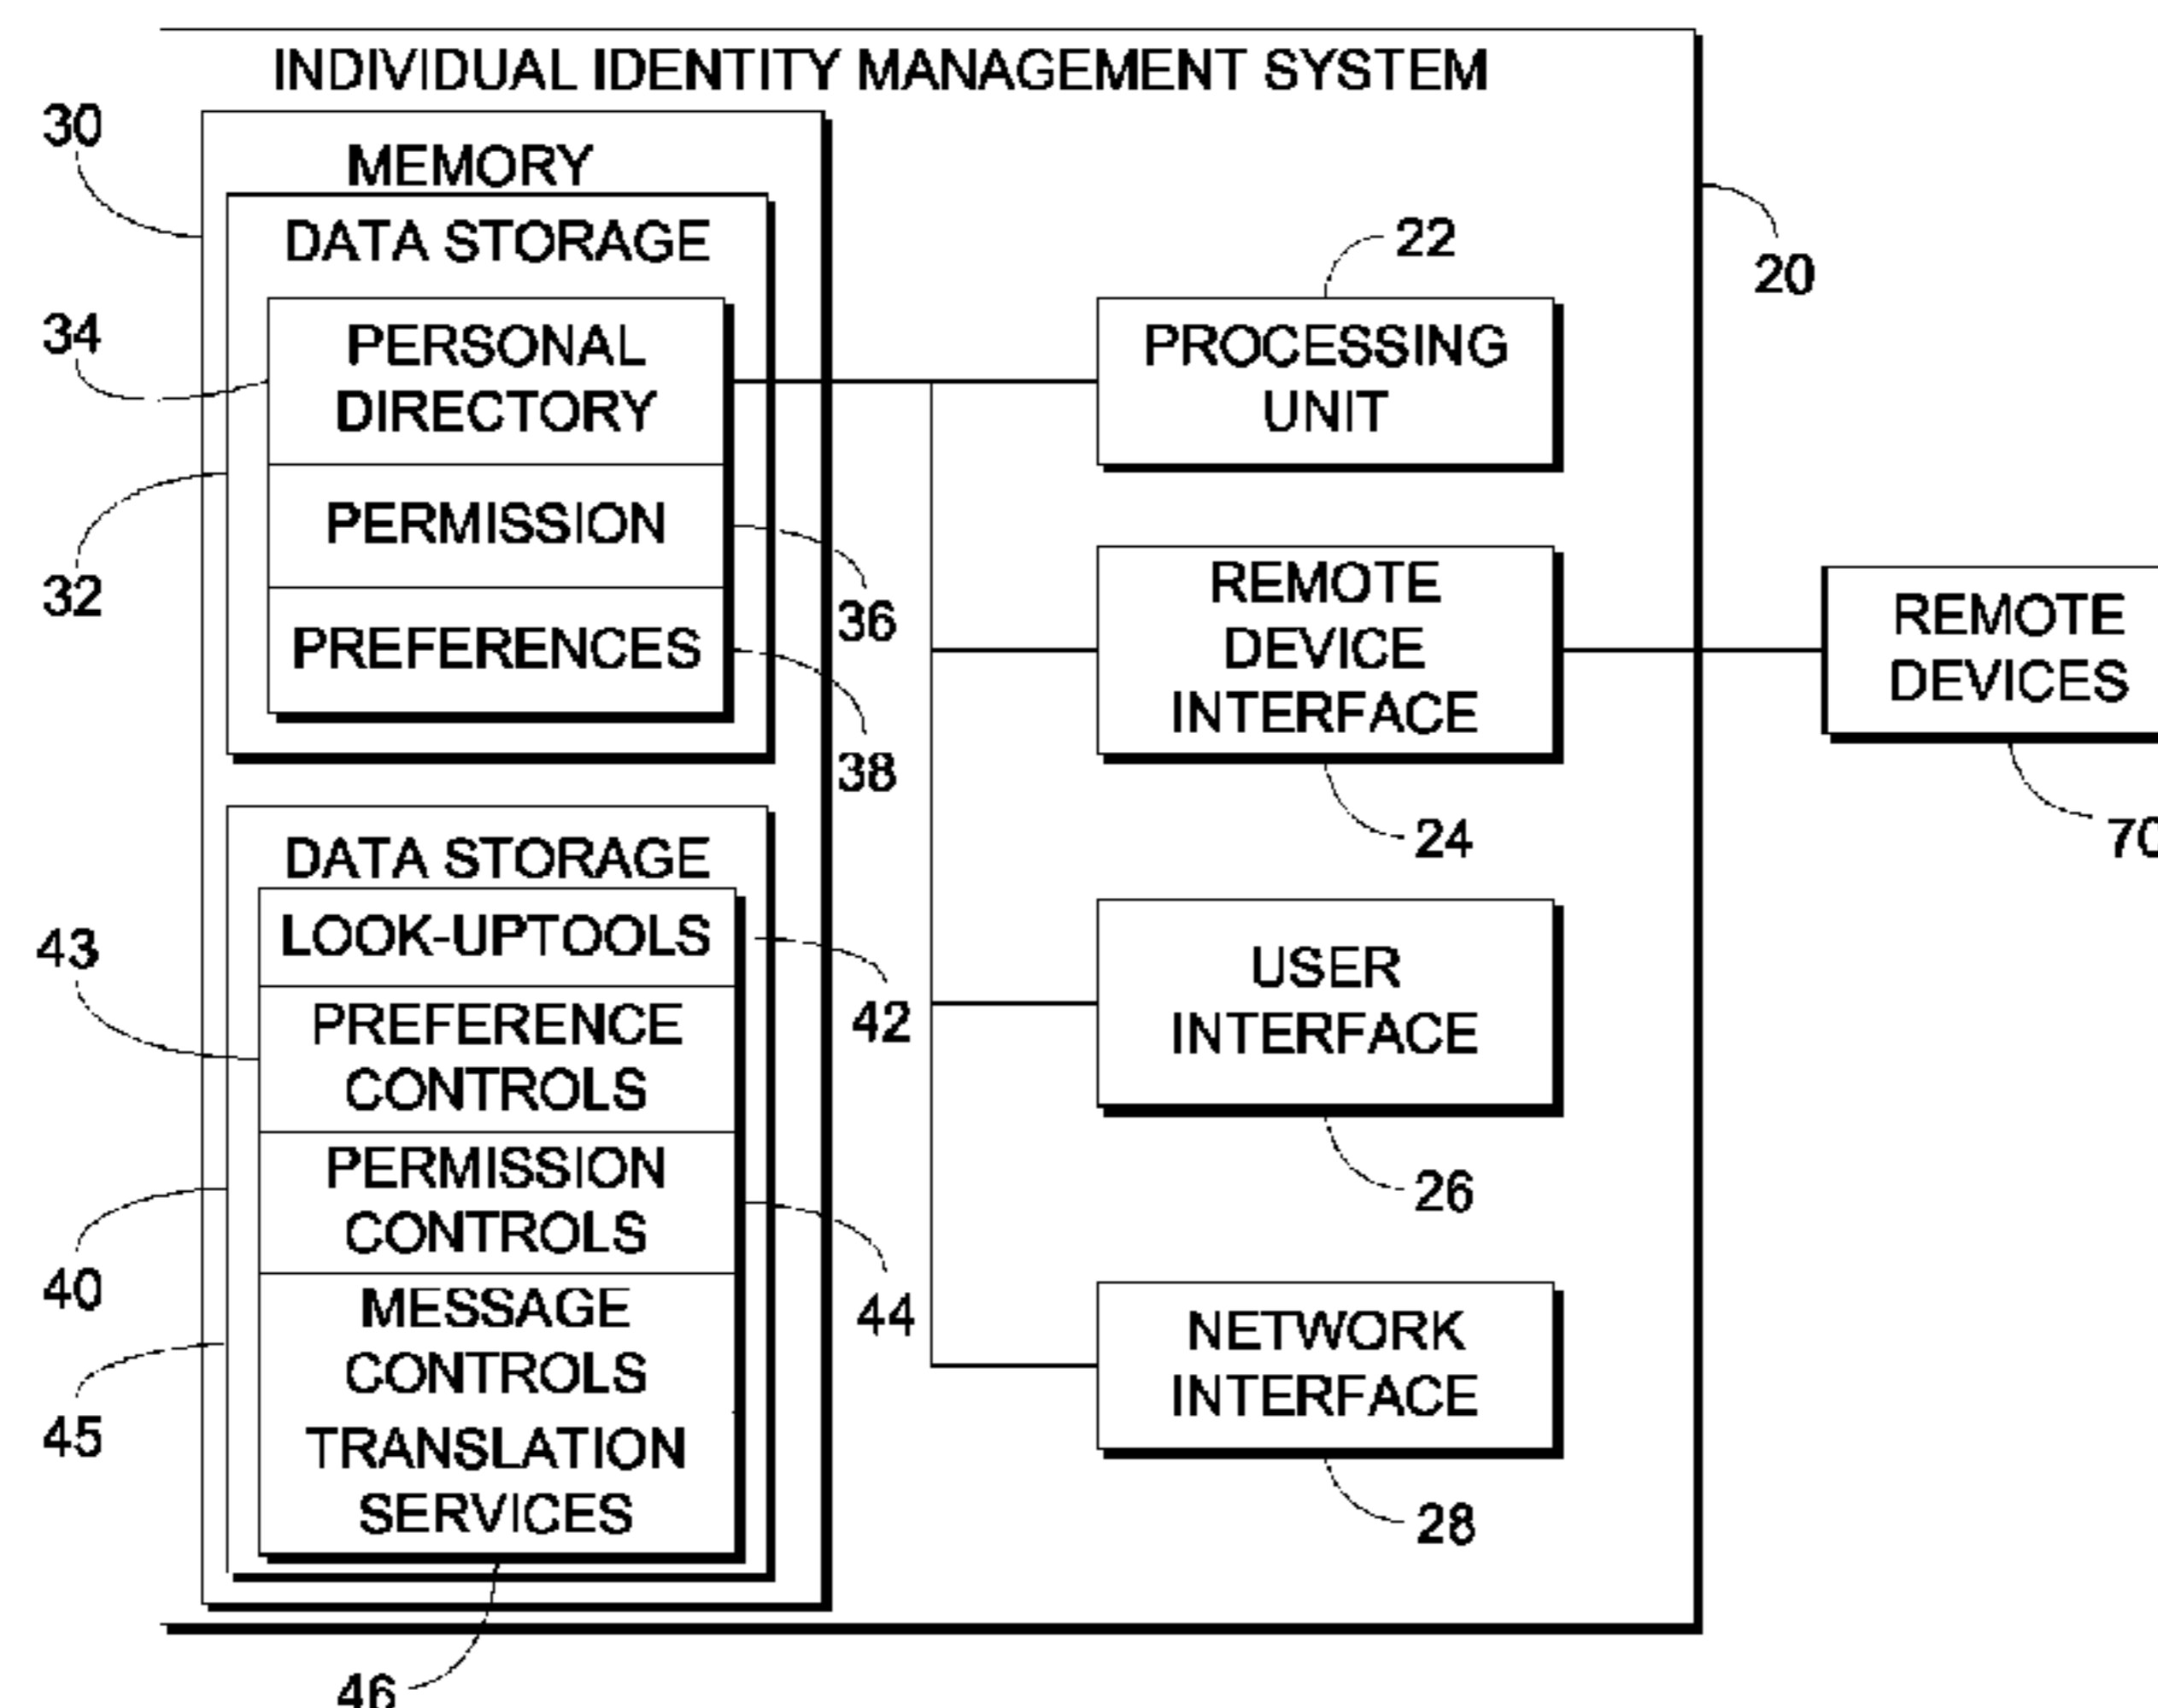 INDIVIDUAL IDENTITY MANAGEMENT SYSTEM
30
MEMORY
DATA STORAGE
34
PERSONAL
DIRECTORY
32
PERMISSION
36
PREFERENCES
38
DATA STORAGE
43
LOOK-UPTOOLS
42
PREFERENCE
CONTROLS
40
PERMISSION
CONTROLS
44
45
MESSAGE
CONTROLS
TRANSLATION
SERVICES
46
22
PROCESSING
UNIT
20
REMOTE
DEVICE
INTERFACE
24
USER
INTERFACE
26
NETWORK
INTERFACE
28
REMOTE
DEVICES
70